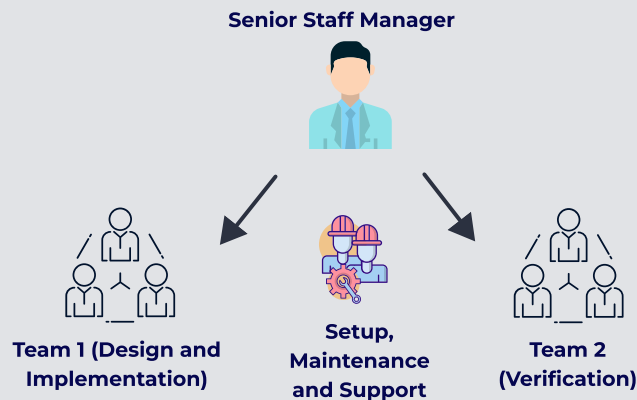 Senior Staff Manager
Team 1 (Design and
Implementation)
Setup,
Maintenance
and Support
Team 2
(Verification)